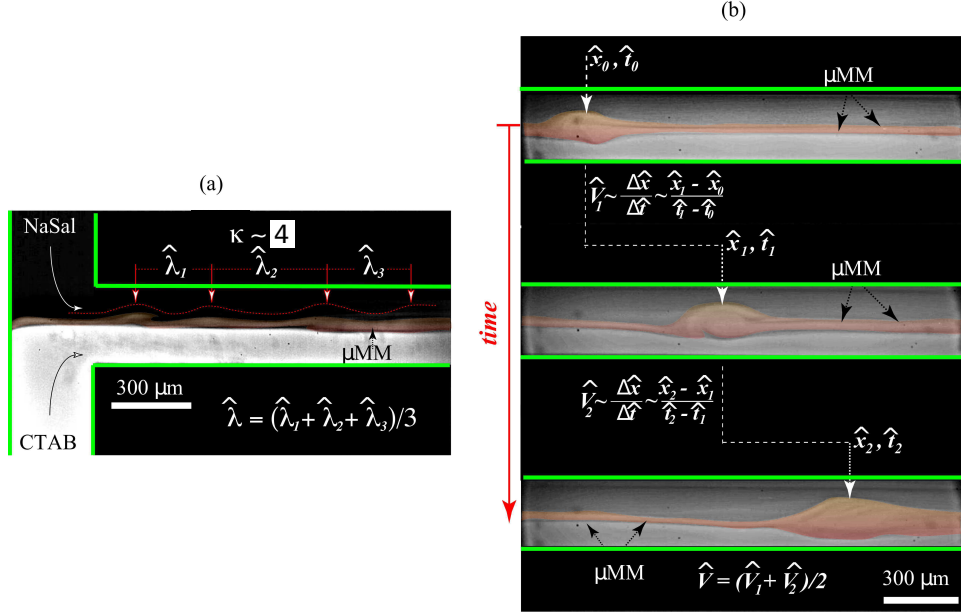 (a)
NaSal
κ ~ 4
λ̂₁ λ̂₂ λ̂₃
μMM
300 μm
λ̂ = (λ̂₁ + λ̂₂ + λ̂₃)/3
CTAB
(b)
x̂₀, t̂₀
μMM
V̂₁ ~ Δx̂/Δt̂ ~ (x̂₁ - x̂₀)/(t̂₁ - t̂₀)
x̂₁, t̂₁
μMM
time
V̂₂ ~ Δx̂/Δt̂ ~ (x̂₂ - x̂₁)/(t̂₂ - t̂₁)
x̂₂, t̂₂
μMM
V̂ = (V̂₁ + V̂₂)/2
300 μm